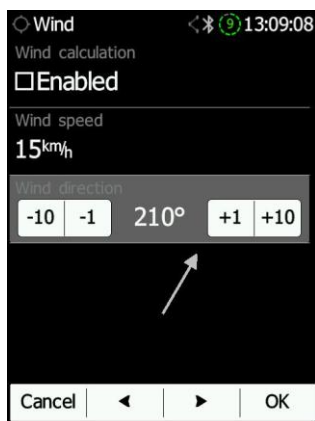 Wind 9 13:09:08
Wind calculation
Enabled
Wind speed
15km/h
Wind direction
-10 -1 210° +1 +10
Cancel OK